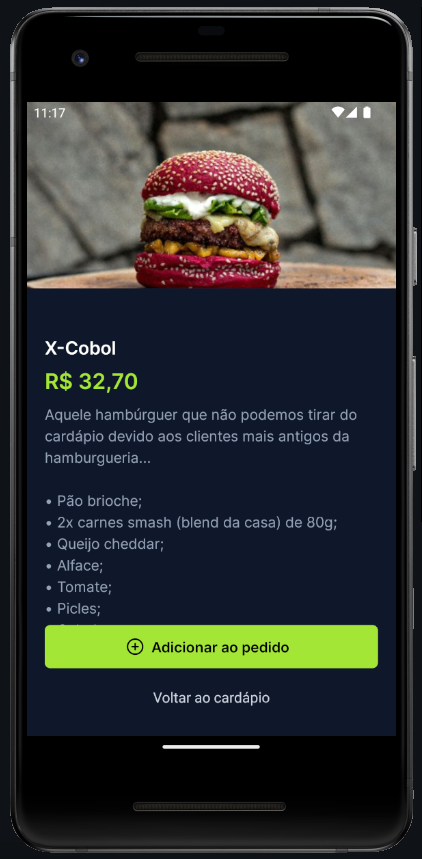 11:17
X-Cobol
R$ 32,70
Aquele hambúrguer que não podemos tirar do
cardápio devido aos clientes mais antigos da
hamburgueria...
• Pão brioche;
• 2x carnes smash (blend da casa) de 80g;
• Queijo cheddar;
• Alface;
• Tomate;
• Picles;
Adicionar ao pedido
Voltar ao cardápio